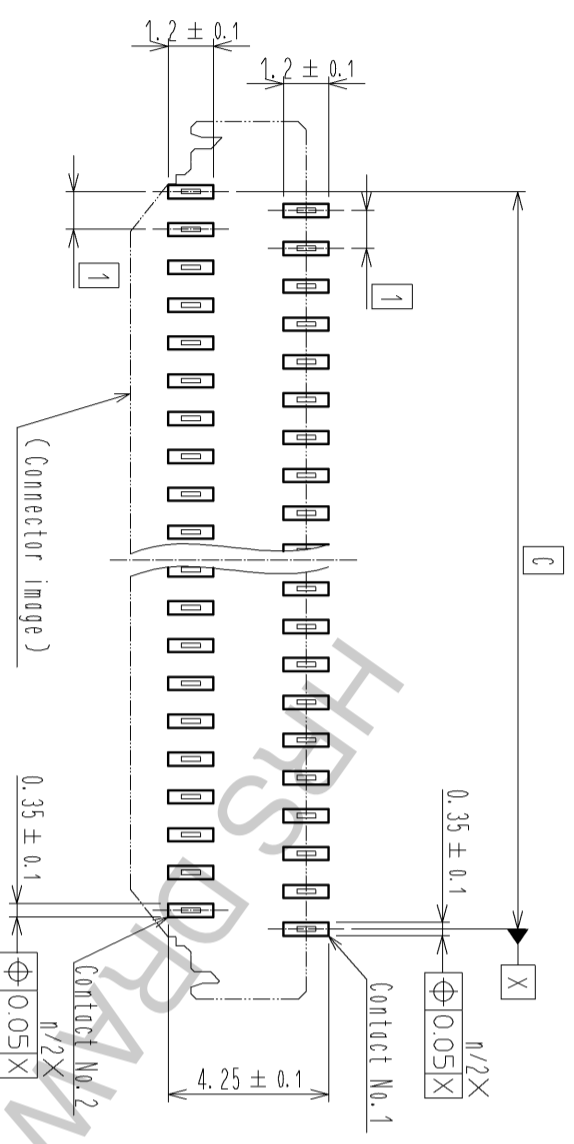 1.2 ± 0.1
1.2 ± 0.1
1
1
C
(Connector image)
0.35 ± 0.1
X
n/2X
⌖ 0.05 X
Contact No.1
0.35 ± 0.1
n/2X
⌖ 0.05 X
Contact No.2
4.25 ± 0.1
HRS DRAW